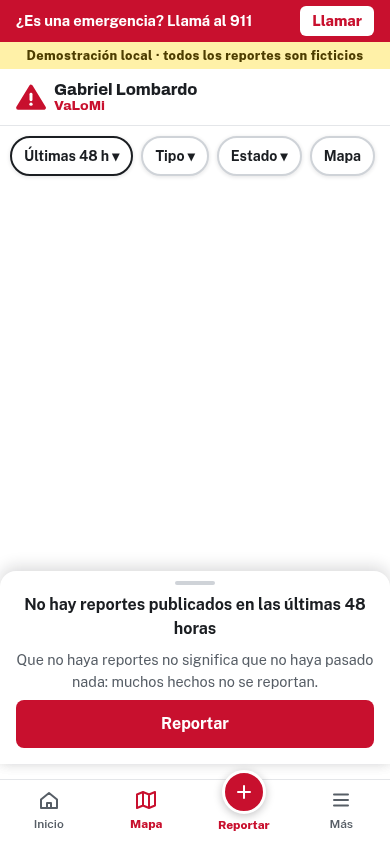 ¿Es una emergencia? Llamá al 911
Llamar
Demostración local · todos los reportes son ficticios
Gabriel Lombardo
VaLoMi
Últimas 48 h ▾
Tipo ▾
Estado ▾
Mapa
No hay reportes publicados en las últimas 48
horas
Que no haya reportes no significa que no haya pasado
nada: muchos hechos no se reportan.
Reportar
Inicio
Mapa
Reportar
Más